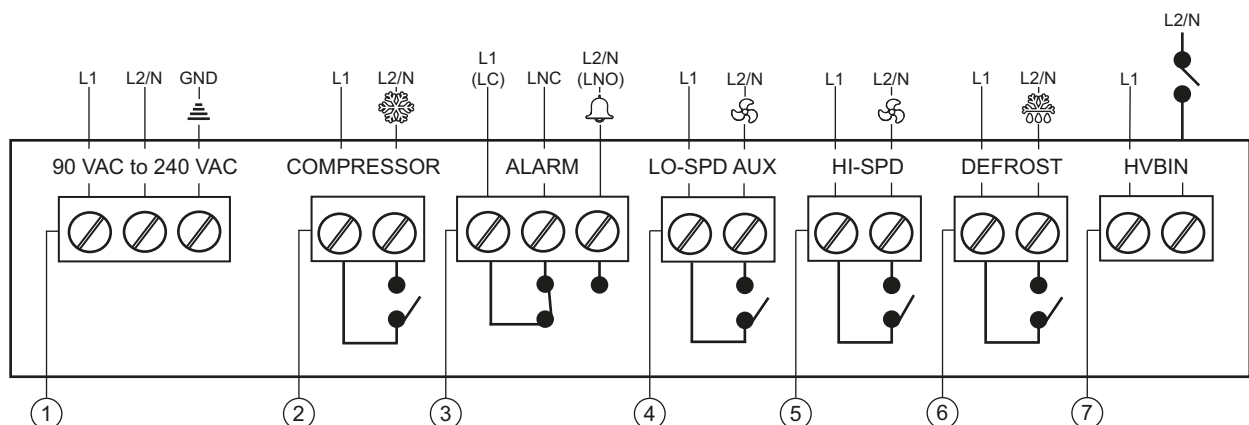 L2/N
L1 L2/N GND
L1 L2/N
L1 (LC) LNC L2/N (LNO)
L1 L2/N
L1 L2/N
L1 L2/N
L1
90 VAC to 240 VAC
COMPRESSOR
ALARM
LO-SPD AUX
HI-SPD
DEFROST
HVBIN
1
2
3
4
5
6
7